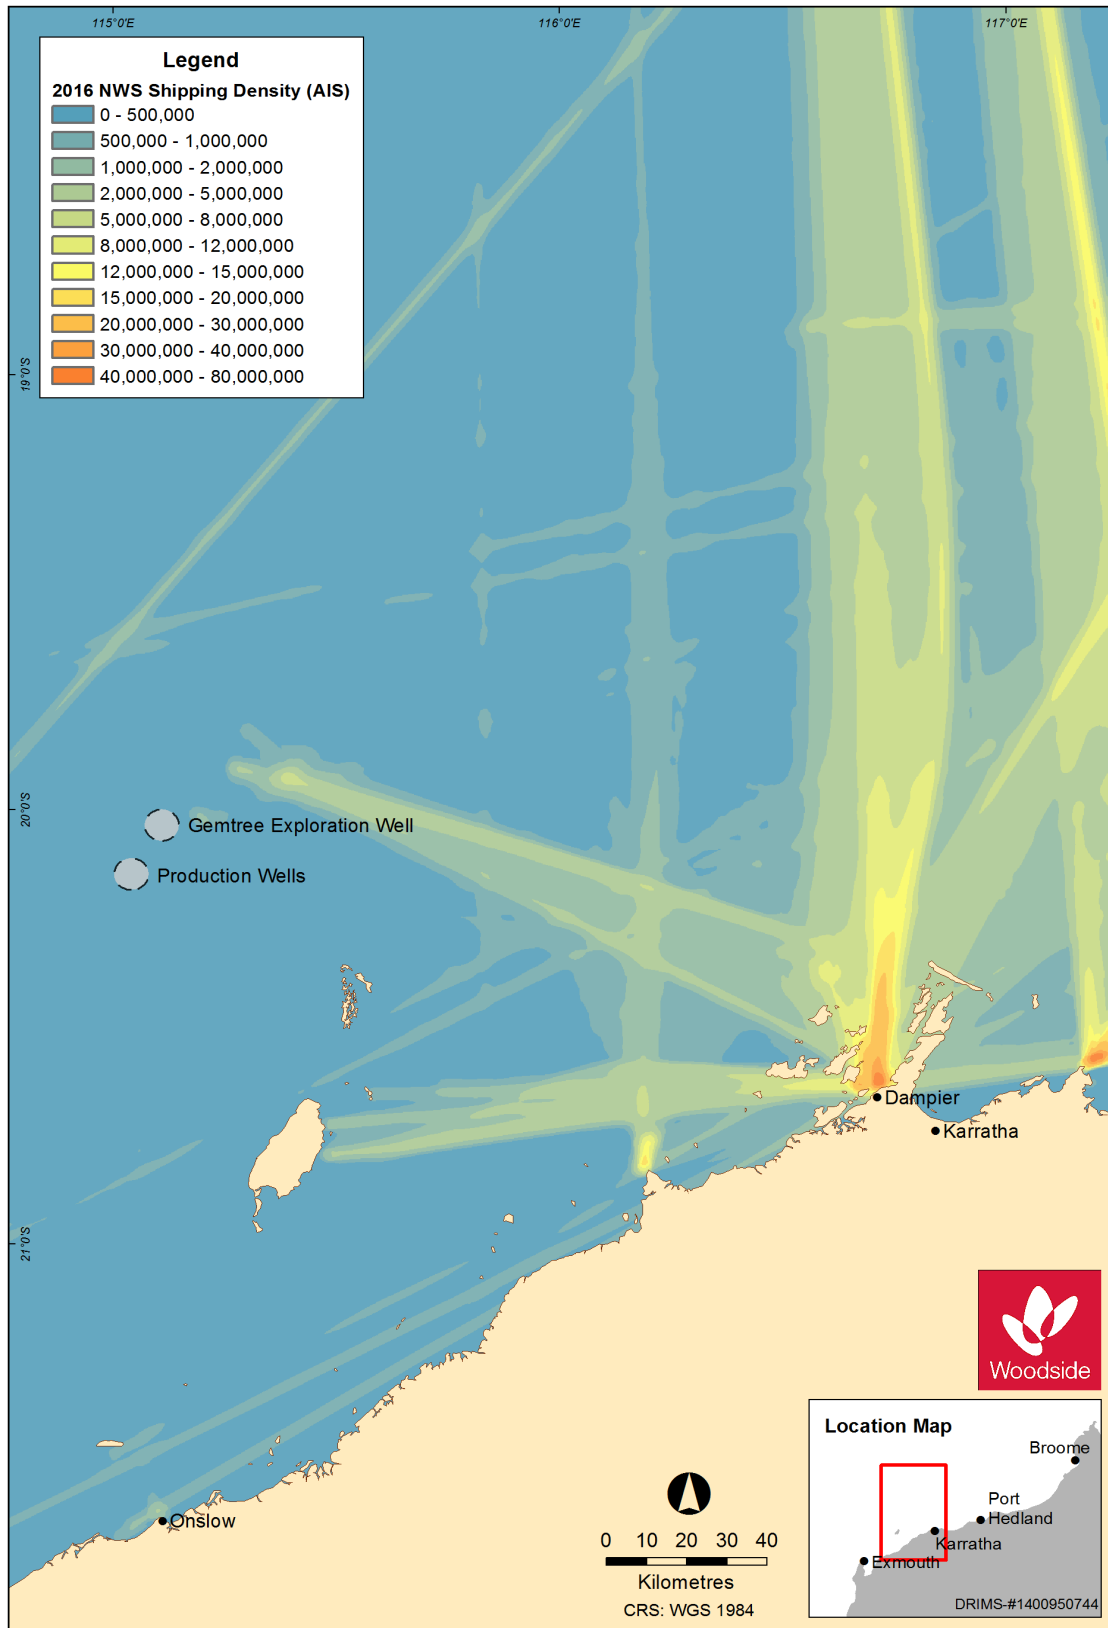 115°0'E
116°0'E
117°0'E
Legend
2016 NWS Shipping Density (AIS)
0 - 500,000
500,000 - 1,000,000
1,000,000 - 2,000,000
2,000,000 - 5,000,000
5,000,000 - 8,000,000
8,000,000 - 12,000,000
12,000,000 - 15,000,000
15,000,000 - 20,000,000
20,000,000 - 30,000,000
30,000,000 - 40,000,000
40,000,000 - 80,000,000
19°0'S
20°0'S
Gemtree Exploration Well
Production Wells
Dampier
Karratha
21°0'S
Onslow
Woodside
0 10 20 30 40
Kilometres
CRS: WGS 1984
Location Map
Broome
Port
Hedland
Karratha
Exmouth
DRIMS-#1400950744